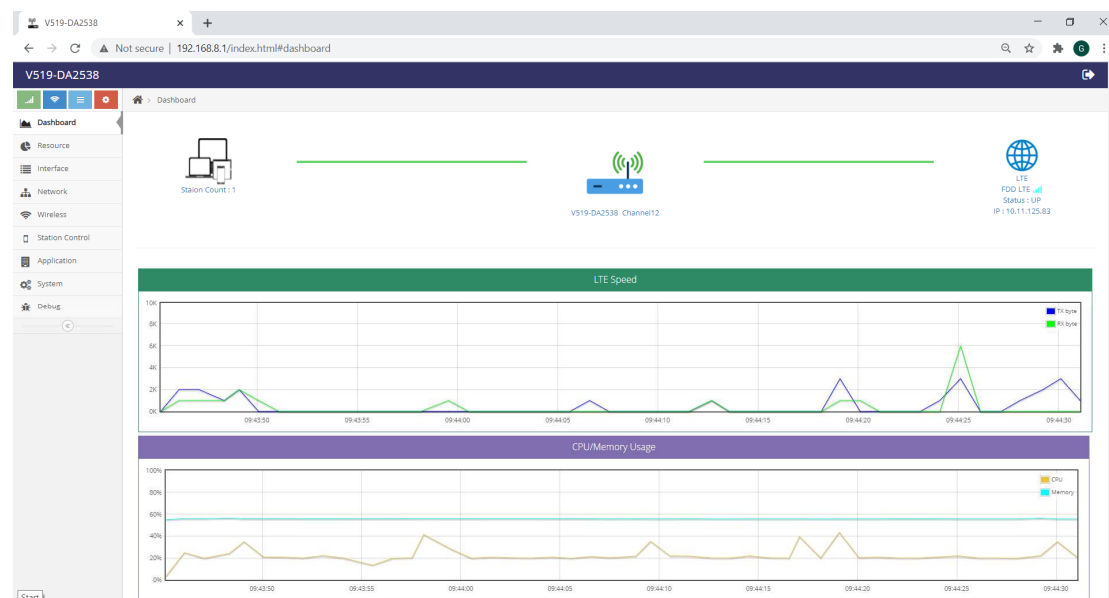 V519-DA2538
Not secure | 192.168.8.1/index.html#dashboard
G
V519-DA2538
Dashboard
Dashboard
Resource
Interface
Network
Wireless
Station Control
Application
System
Debug
Staion Count : 1
V519-DA2538 Channel12
LTE
FDD LTE
Status : UP
IP : 10.11.125.83
LTE Speed
10K
8K
6K
4K
2K
0K
TX byte
RX byte
09:43:50 09:43:55 09:44:00 09:44:05 09:44:10 09:44:15 09:44:20 09:44:25 09:44:30
CPU/Memory Usage
100%
80%
60%
40%
20%
0%
CPU
Memory
09:43:50 09:43:55 09:44:00 09:44:05 09:44:10 09:44:15 09:44:20 09:44:25 09:44:30
Start